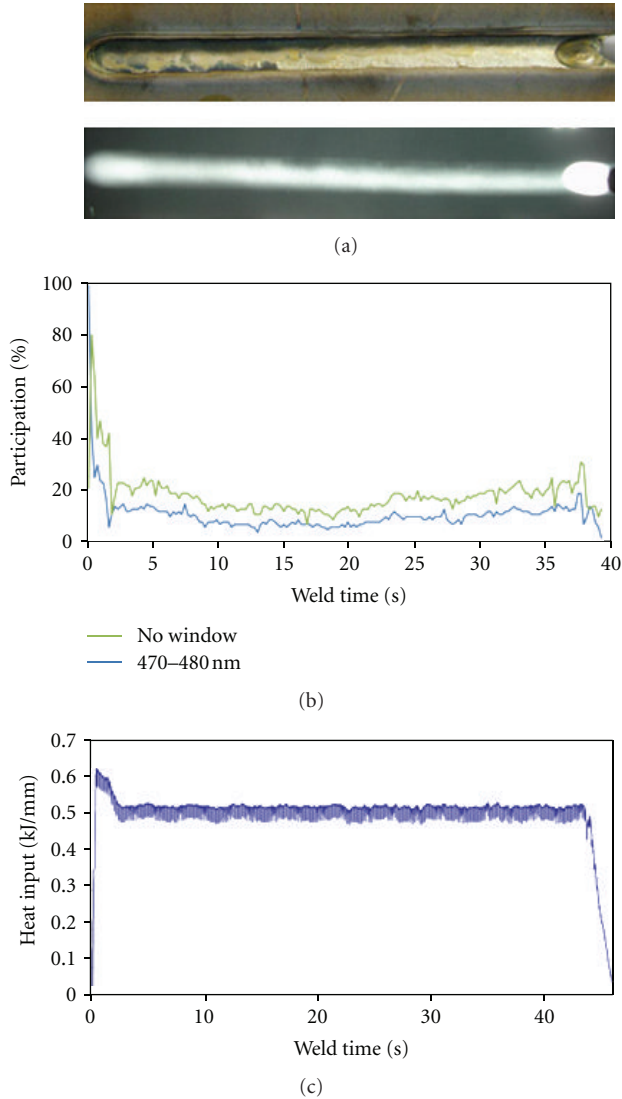 (a)
100
80
60
40
20
0
Participation (%)
0 5 10 15 20 25 30 35 40
Weld time (s)
No window
470–480 nm
(b)
0.7
0.6
0.5
0.4
0.3
0.2
0.1
0
Heat input (kJ/mm)
0 10 20 30 40
Weld time (s)
(c)